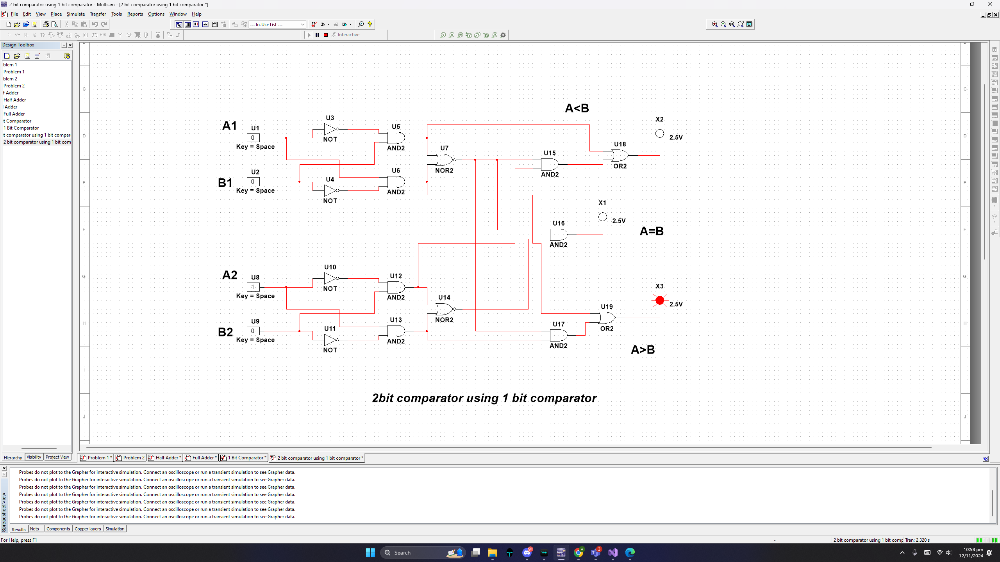 2 bit comparator using 1 bit comparator - Multisim - [2 bit comparator using 1 bit comparator *]
File Edit View Place Simulate Transfer Tools Reports Options Window Help
--- In-Use List ---
Interactive
Design Toolbox
blem 1
Problem 1
blem 2
Problem 2
f Adder
Half Adder
l Adder
Full Adder
it Comparator
1 Bit Comparator
it comparator using 1 bit compara
2 bit comparator using 1 bit com
C
D
E
F
G
H
I
J
C
D
E
F
G
H
I
J
A<B
A1
U1
0
Key = Space
U3
NOT
U5
AND2
X2
2.5V
U18
OR2
U7
NOR2
U15
AND2
B1
U2
0
Key = Space
U4
NOT
U6
AND2
X1
2.5V
U16
AND2
A=B
A2
U8
1
Key = Space
U10
NOT
U12
AND2
U14
NOR2
X3
2.5V
U19
OR2
B2
U9
0
Key = Space
U11
NOT
U13
AND2
U17
AND2
A>B
2bit comparator using 1 bit comparator
Hierarchy Visibility Project View
Problem 1 * Problem 2 Half Adder * Full Adder * 1 Bit Comparator * 2 bit comparator using 1 bit comparator *
Probes do not plot to the Grapher for interactive simulation. Connect an oscilloscope or run a transient simulation to see Grapher data.
Probes do not plot to the Grapher for interactive simulation. Connect an oscilloscope or run a transient simulation to see Grapher data.
Probes do not plot to the Grapher for interactive simulation. Connect an oscilloscope or run a transient simulation to see Grapher data.
Probes do not plot to the Grapher for interactive simulation. Connect an oscilloscope or run a transient simulation to see Grapher data.
Probes do not plot to the Grapher for interactive simulation. Connect an oscilloscope or run a transient simulation to see Grapher data.
Probes do not plot to the Grapher for interactive simulation. Connect an oscilloscope or run a transient simulation to see Grapher data.
Probes do not plot to the Grapher for interactive simulation. Connect an oscilloscope or run a transient simulation to see Grapher data.
Spreadsheet View
Results Nets Components Copper layers Simulation
For Help, press F1
-
2 bit comparator using 1 bit comp Tran: 2.320 s
Search
9+
A
3
10:58 pm
12/11/2024